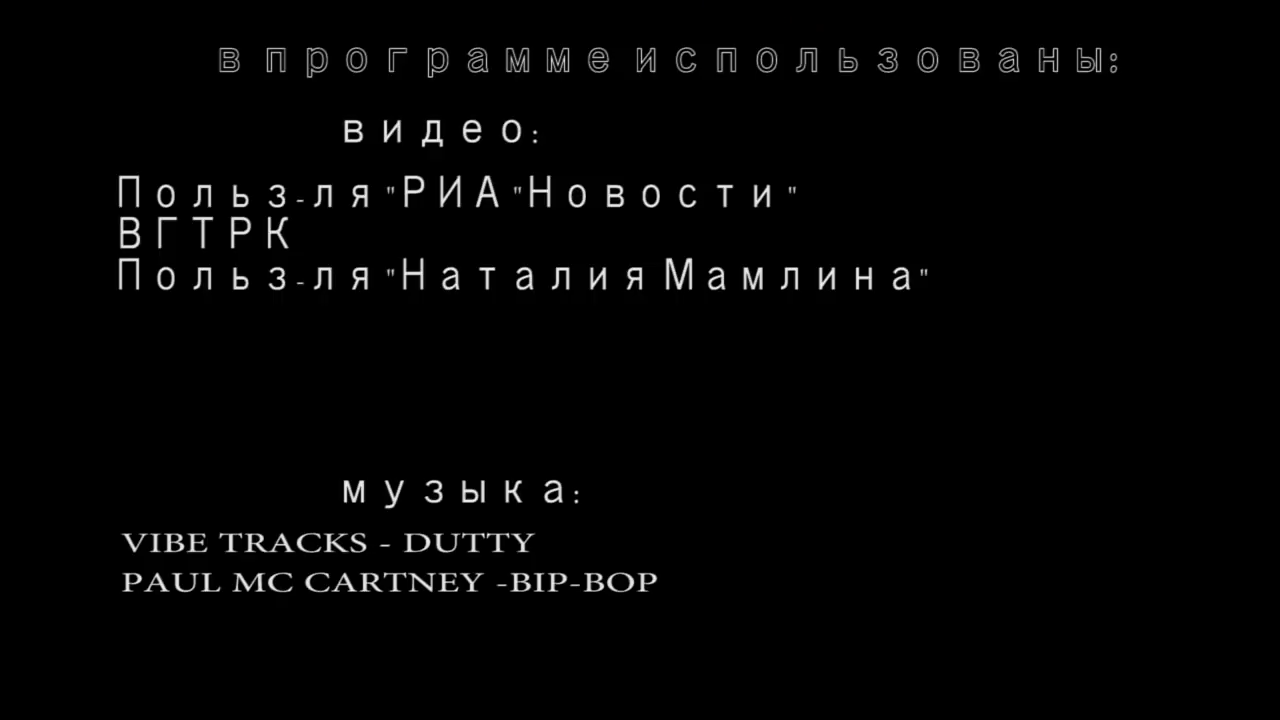 в программе использованы:
видео:
Польз-ля "РИА "Новости"
ВГТРК
Польз-ля "Наталия Мамлина"
музыка:
VIBE TRACKS - DUTTY
PAUL MC CARTNEY -BIP-BOP